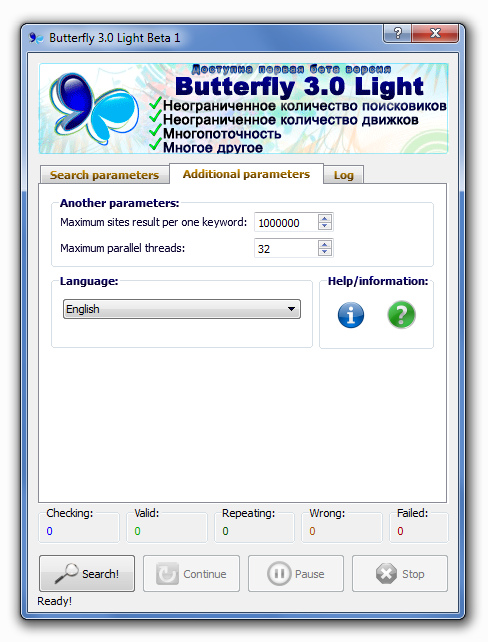 Butterfly 3.0 Light Beta 1
Доступна первая бета версия
Butterfly 3.0 Light
Неограниченное количество поисковиков
Неограниченное количество движков
Многопоточность
Многое другое
Search parameters Additional parameters Log
Another parameters:
Maximum sites result per one keyword: 1000000
Maximum parallel threads: 32
Language: Help/information:
English
Checking: Valid: Repeating: Wrong: Failed:
0 0 0 0 0
Search! Continue Pause Stop
Ready!